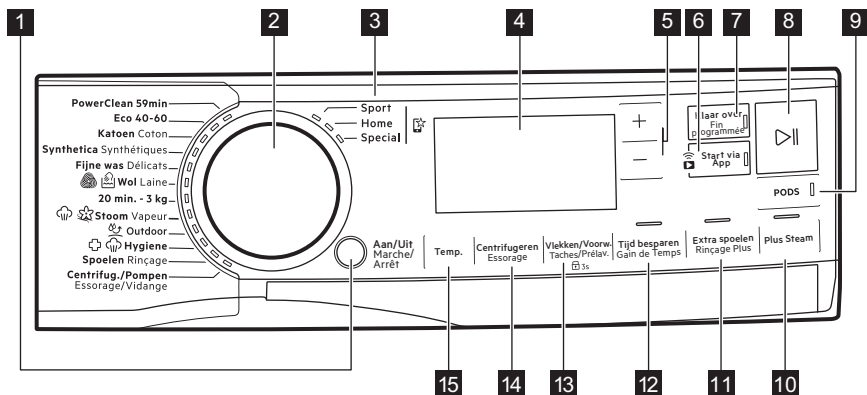 1
2
3
4
5
6
7
8
9
PowerClean 59min
Eco 40-60
Katoen Coton
Synthetica Synthétiques
Fijne was Délicats
Wol Laine
20 min. - 3 kg
Stoom Vapeur
Outdoor
Hygiene
Spoelen Rinçage
Centrifug./Pompen
Essorage/Vidange
Sport
Home
Special
Aan/Uit
Marche/
Arrêt
Temp.
Centrifugeren
Essorage
Vlekken/Voorw.
Taches/Prélav.
3s
Tijd besparen
Gain de Temps
Extra spoelen
Rinçage Plus
Plus Steam
+
−
Klaar over
Fin
programmée
Start via
App
PODS
15
14
13
12
11
10